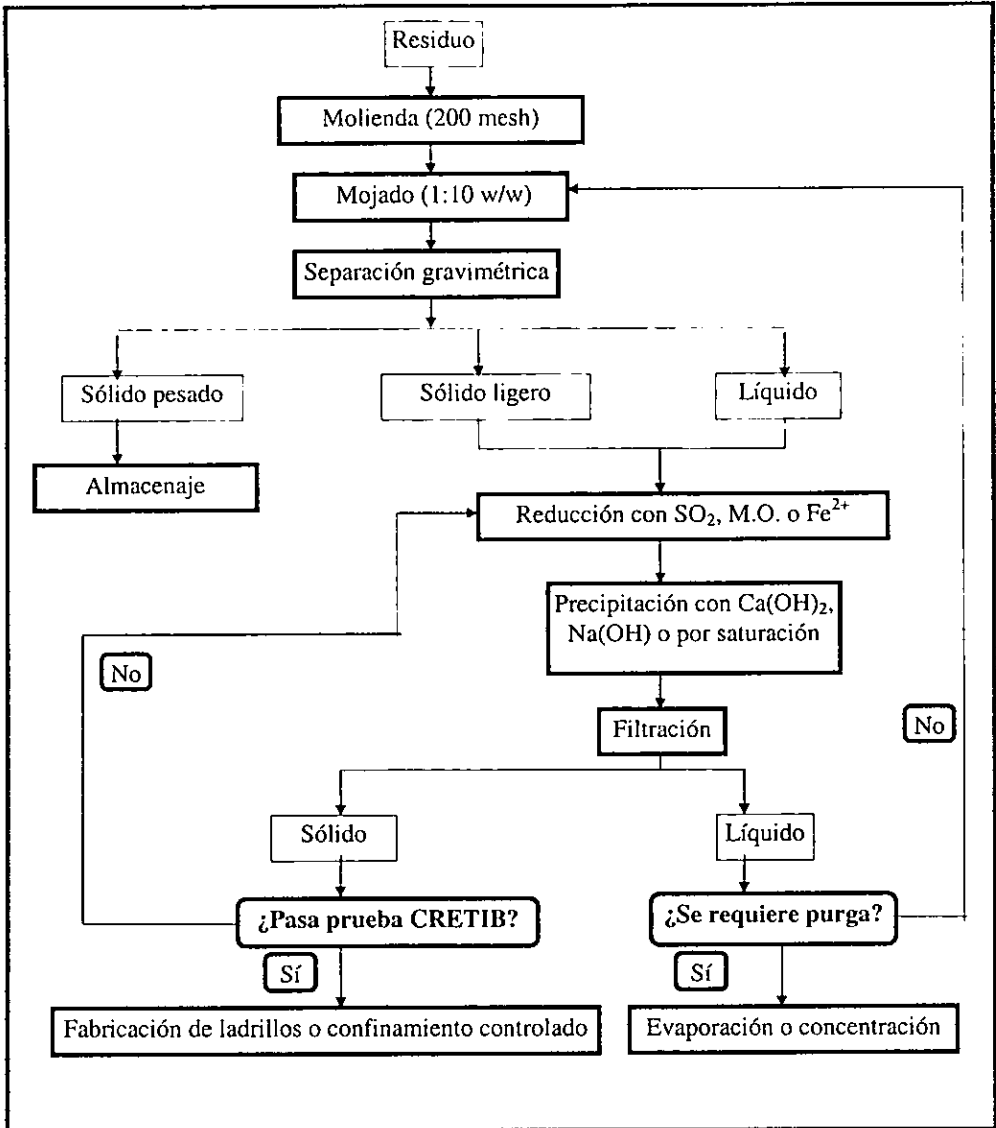 Residuo
Molienda (200 mesh)
Mojado (1:10 w/w)
Separación gravimétrica
Sólido pesado
Sólido ligero
Líquido
Almacenaje
Reducción con SO₂, M.O. o Fe²⁺
Precipitación con Ca(OH)₂,
Na(OH) o por saturación
No
Filtración
No
Sólido
Líquido
¿Pasa prueba CRETIB?
¿Se requiere purga?
Sí
Sí
Fabricación de ladrillos o confinamiento controlado
Evaporación o concentración